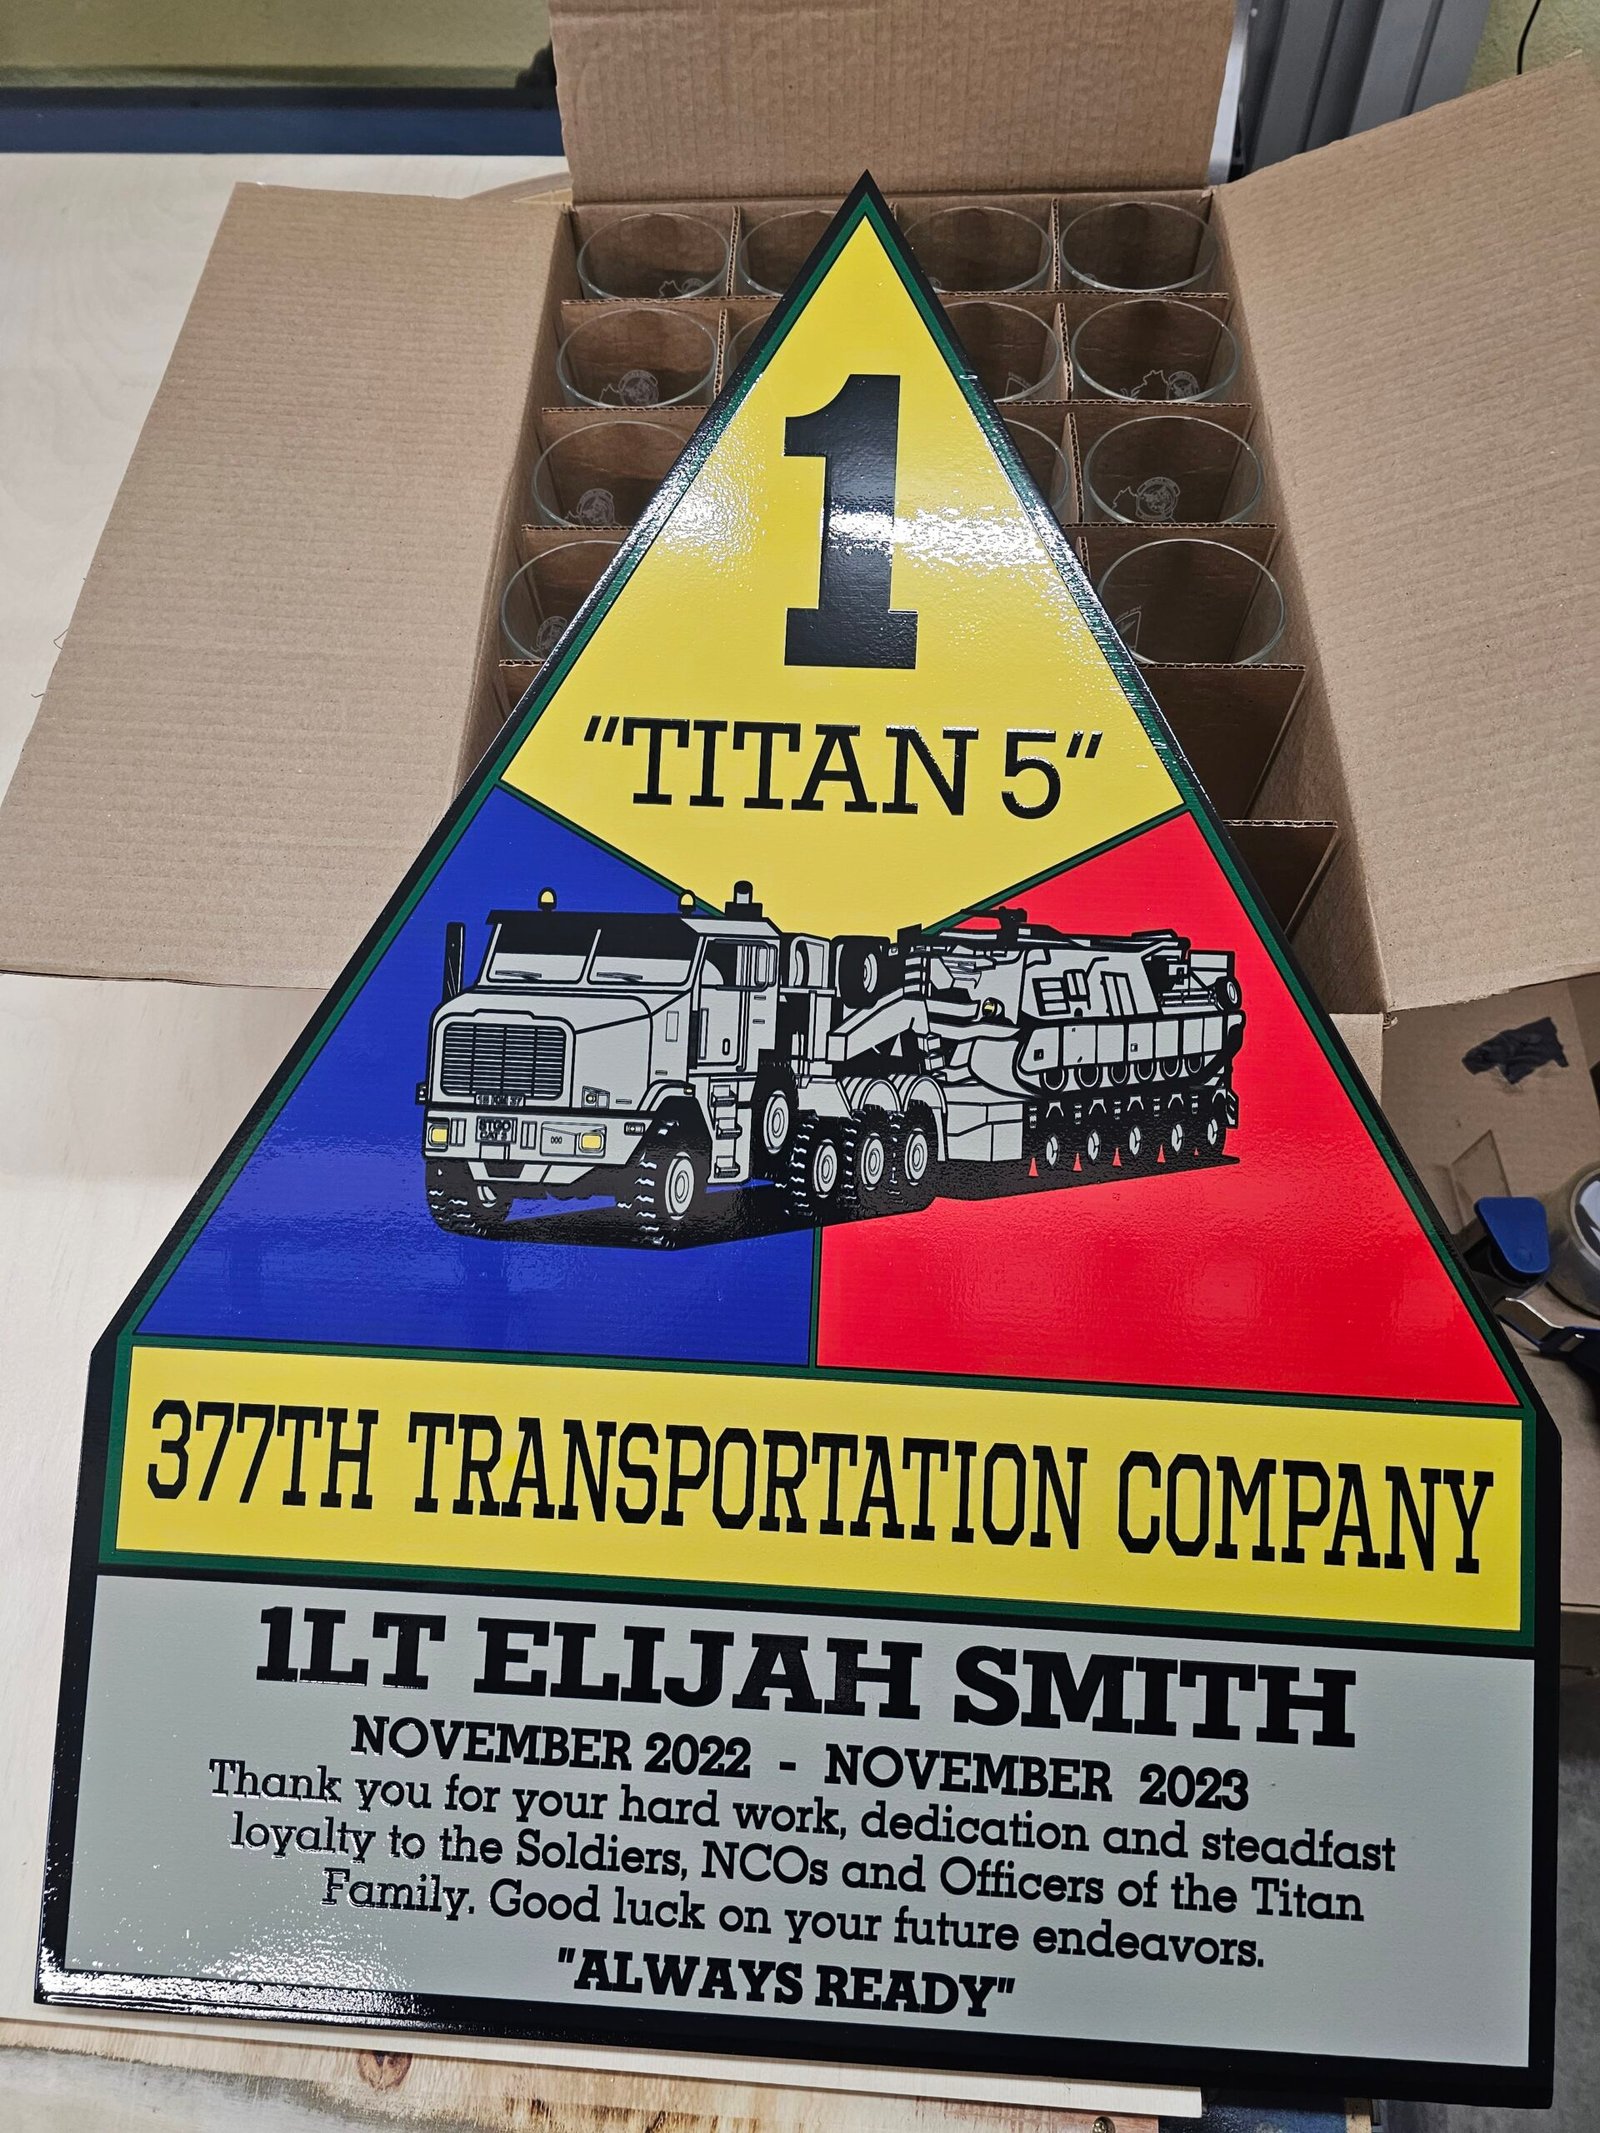 1
"TITAN 5"
377TH TRANSPORTATION COMPANY
1LT ELIJAH SMITH
NOVEMBER 2022 - NOVEMBER 2023
Thank you for your hard work, dedication and steadfast
loyalty to the Soldiers, NCOs and Officers of the Titan
Family. Good luck on your future endeavors.
"ALWAYS READY"